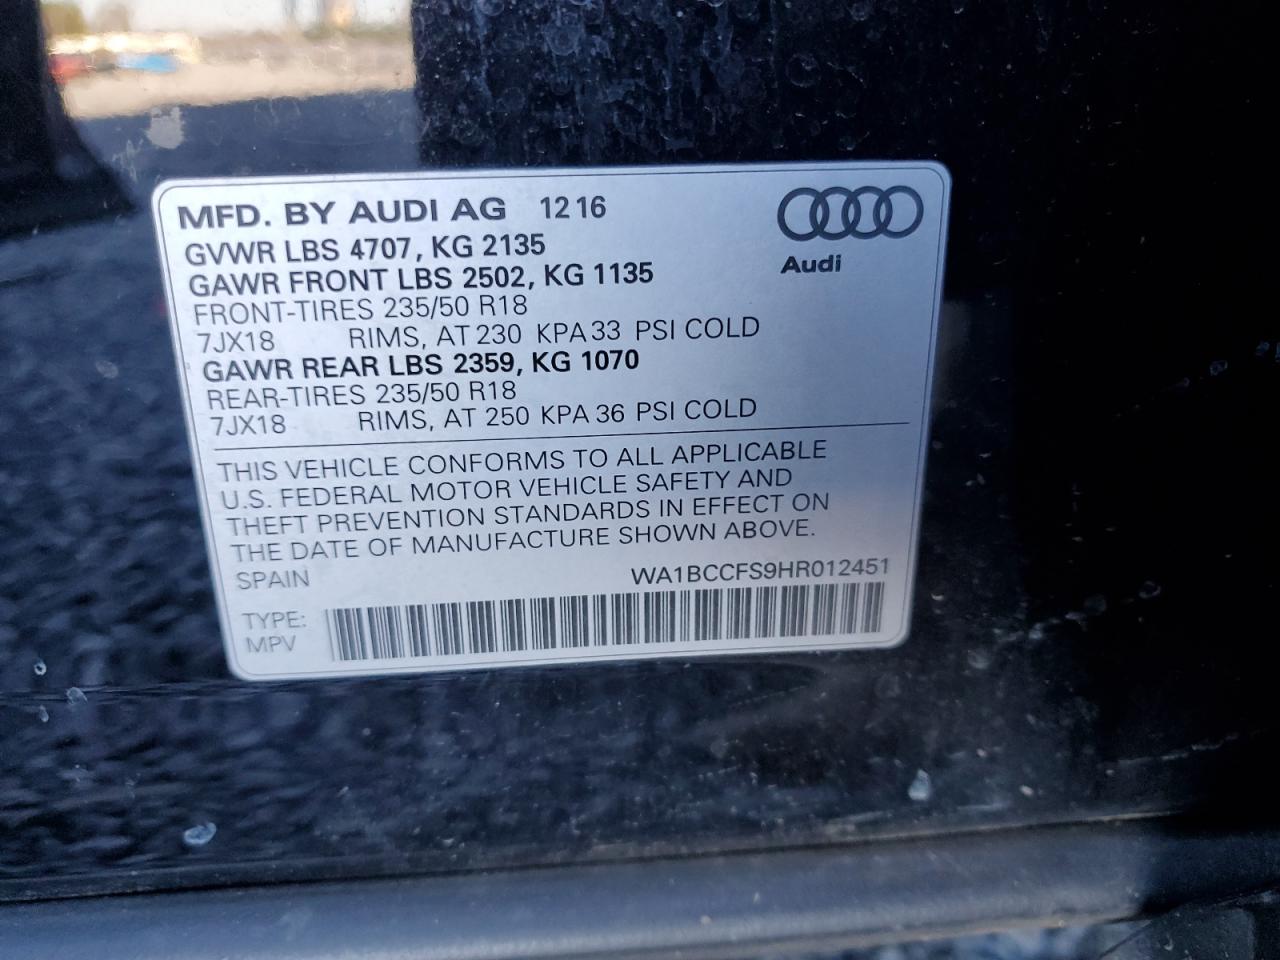 MFD. BY AUDI AG 12 16
Audi
GVWR LBS 4707, KG 2135
GAWR FRONT LBS 2502, KG 1135
FRONT-TIRES 235/50 R18
7JX18 RIMS, AT 230 KPA 33 PSI COLD
GAWR REAR LBS 2359, KG 1070
REAR-TIRES 235/50 R18
7JX18 RIMS, AT 250 KPA 36 PSI COLD
THIS VEHICLE CONFORMS TO ALL APPLICABLE
U.S. FEDERAL MOTOR VEHICLE SAFETY AND
THEFT PREVENTION STANDARDS IN EFFECT ON
THE DATE OF MANUFACTURE SHOWN ABOVE.
SPAIN WA1BCCFS9HR012451
TYPE:
MPV